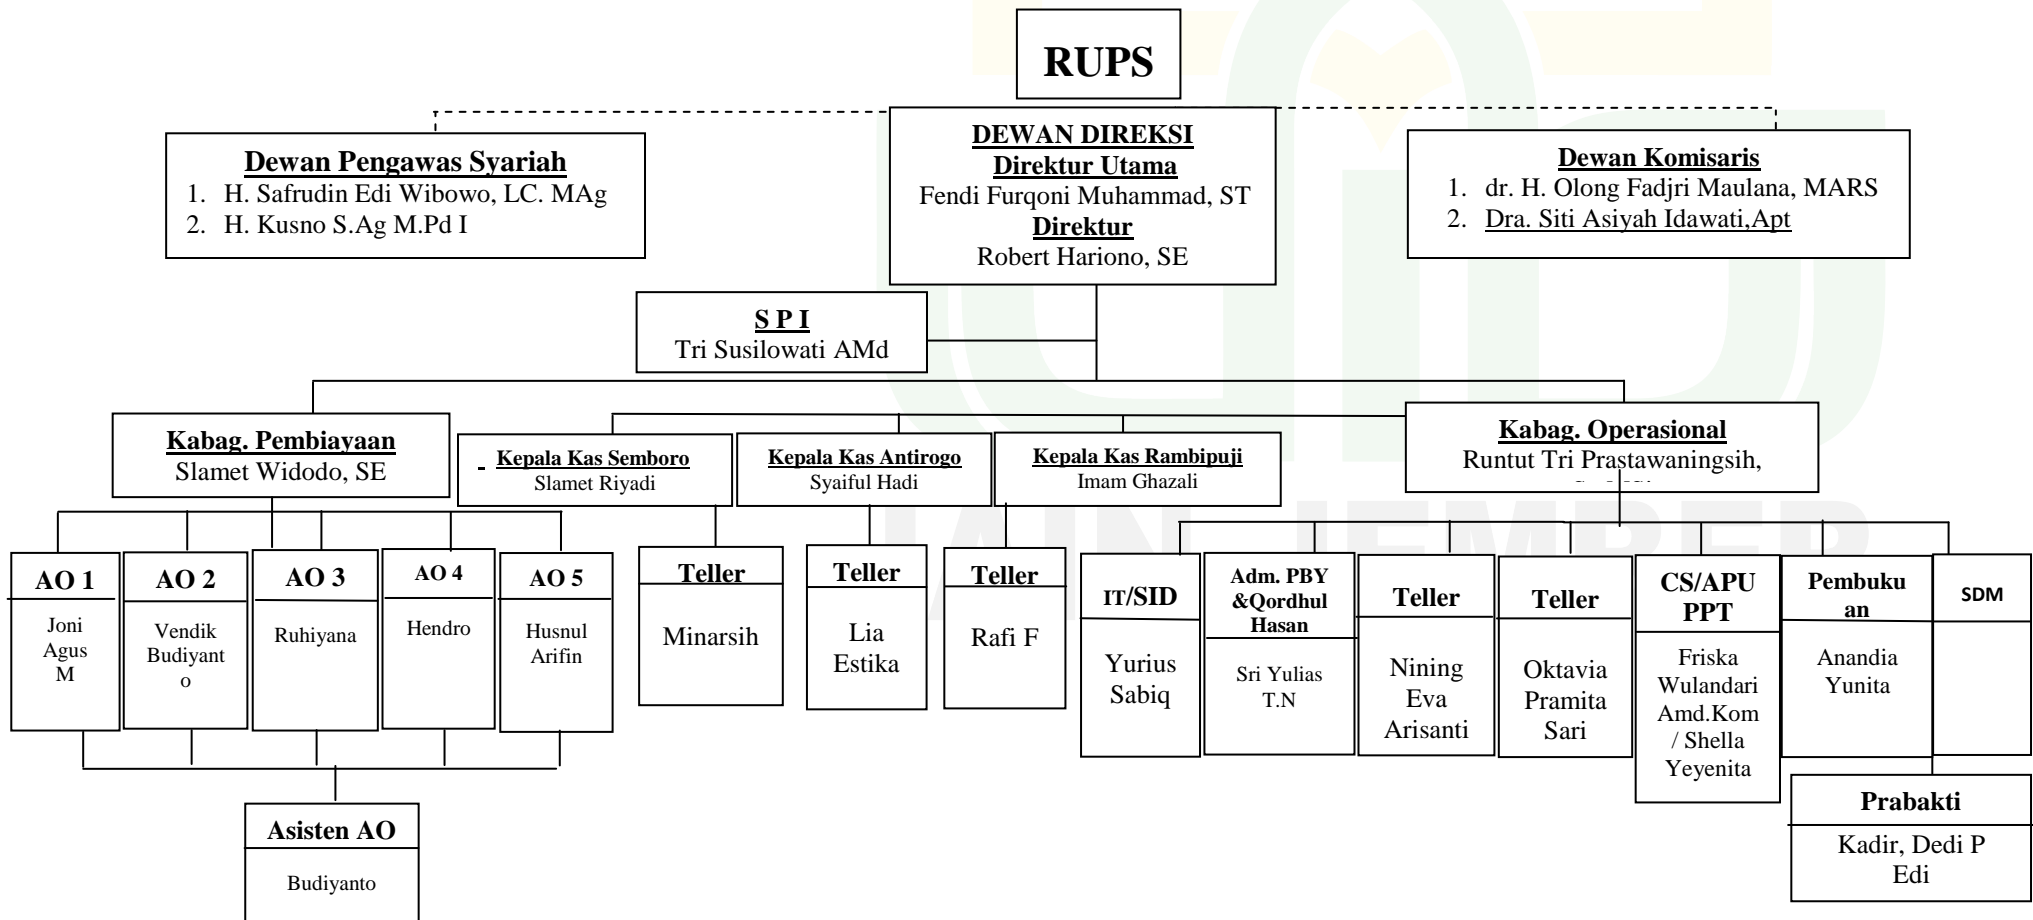 RUPS
Dewan Pengawas Syariah
1. H. Safrudin Edi Wibowo, LC. MAg
2. H. Kusno S.Ag M.Pd I
DEWAN DIREKSI
Direktur Utama
Fendi Furqoni Muhammad, ST
Direktur
Robert Hariono, SE
Dewan Komisaris
1. dr. H. Olong Fadjri Maulana, MARS
2. Dra. Siti Asiyah Idawati,Apt
S P I
Tri Susilowati AMd
Kabag. Pembiayaan
Slamet Widodo, SE
Kepala Kas Semboro
Slamet Riyadi
Kepala Kas Antirogo
Syaiful Hadi
Kepala Kas Rambipuji
Imam Ghazali
Kabag. Operasional
Runtut Tri Prastawaningsih,
AO 1
Joni
Agus
M
AO 2
Vendik
Budiyant
o
AO 3
Ruhiyana
AO 4
Hendro
AO 5
Husnul
Arifin
Teller
Minarsih
Teller
Lia
Estika
Teller
Rafi F
IT/SID
Yurius
Sabiq
Adm. PBY
&Qordhul
Hasan
Sri Yulias
T.N
Teller
Nining
Eva
Arisanti
Teller
Oktavia
Pramita
Sari
CS/APU
PPT
Friska
Wulandari
Amd.Kom
/ Shella
Yeyenita
Pembuku
an
Anandia
Yunita
SDM
Asisten AO
Budiyanto
Prabakti
Kadir, Dedi P
Edi
IAIN JEMBER